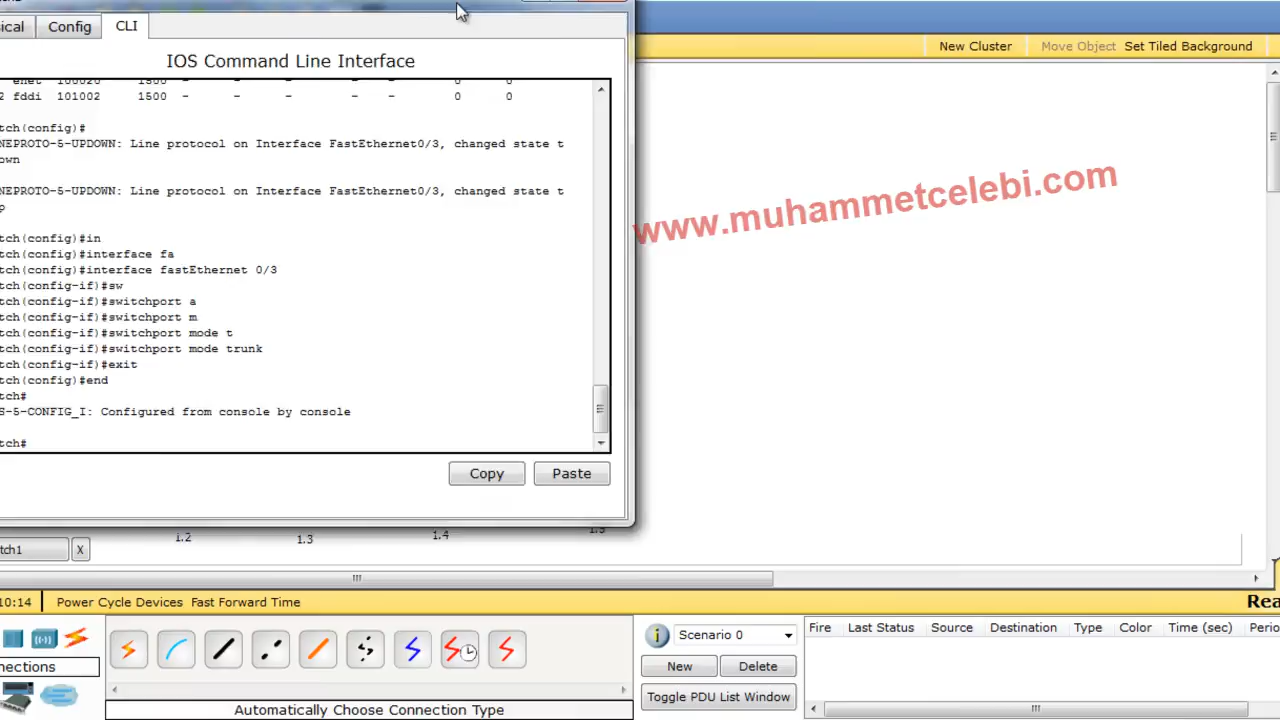 ical
Config
CLI
New Cluster
Move Object
Set Tiled Background
IOS Command Line Interface
2 fddi 101002 1500 - - - - - 0 0
tch(config)#
NEPROTO-5-UPDOWN: Line protocol on Interface FastEthernet0/3, changed state t
own
NEPROTO-5-UPDOWN: Line protocol on Interface FastEthernet0/3, changed state t
p
tch(config)#in
tch(config)#interface fa
tch(config)#interface fastEthernet 0/3
tch(config-if)#sw
tch(config-if)#switchport a
tch(config-if)#switchport m
tch(config-if)#switchport mode t
tch(config-if)#switchport mode trunk
tch(config-if)#exit
tch(config)#end
tch#
S-5-CONFIG_I: Configured from console by console
tch#
Copy
Paste
www.muhammetcelebi.com
1.2
1.3
1.4
tch1
X
10:14
Power Cycle Devices
Fast Forward Time
Rea
nections
Automatically Choose Connection Type
Scenario 0
New
Delete
Toggle PDU List Window
Fire
Last Status
Source
Destination
Type
Color
Time (sec)
Perio